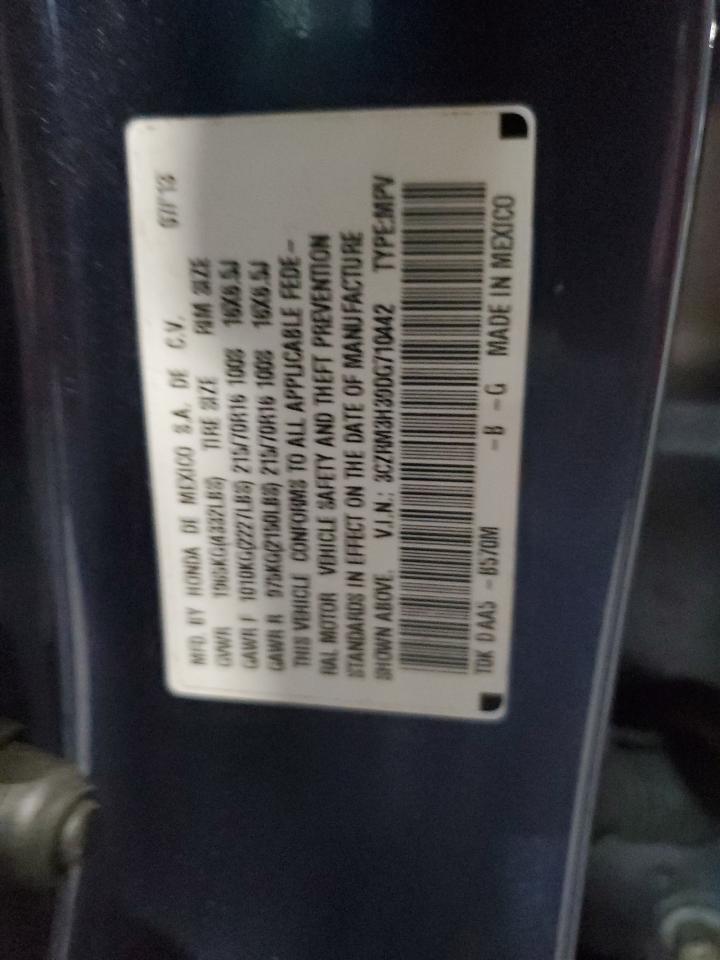 MFD. BY HONDA DE MEXICO S.A. DE C.V. 07/'13
GVWR 1965KG(4332LBS) TIRE SIZE RIM SIZE
GAWR F 1010KG(2227LBS) 215/70R16 100S 16X6.5J
GAWR R 975KG(2150LBS) 215/70R16 100S 16X6.5J
THIS VEHICLE CONFORMS TO ALL APPLICABLE FEDE-
RAL MOTOR VEHICLE SAFETY AND THEFT PREVENTION
STANDARDS IN EFFECT ON THE DATE OF MANUFACTURE
SHOWN ABOVE. V.I.N.: 3CZRM3H39DG710442 TYPE:MPV
T0K D AA5 - B570M - B - G MADE IN MEXICO